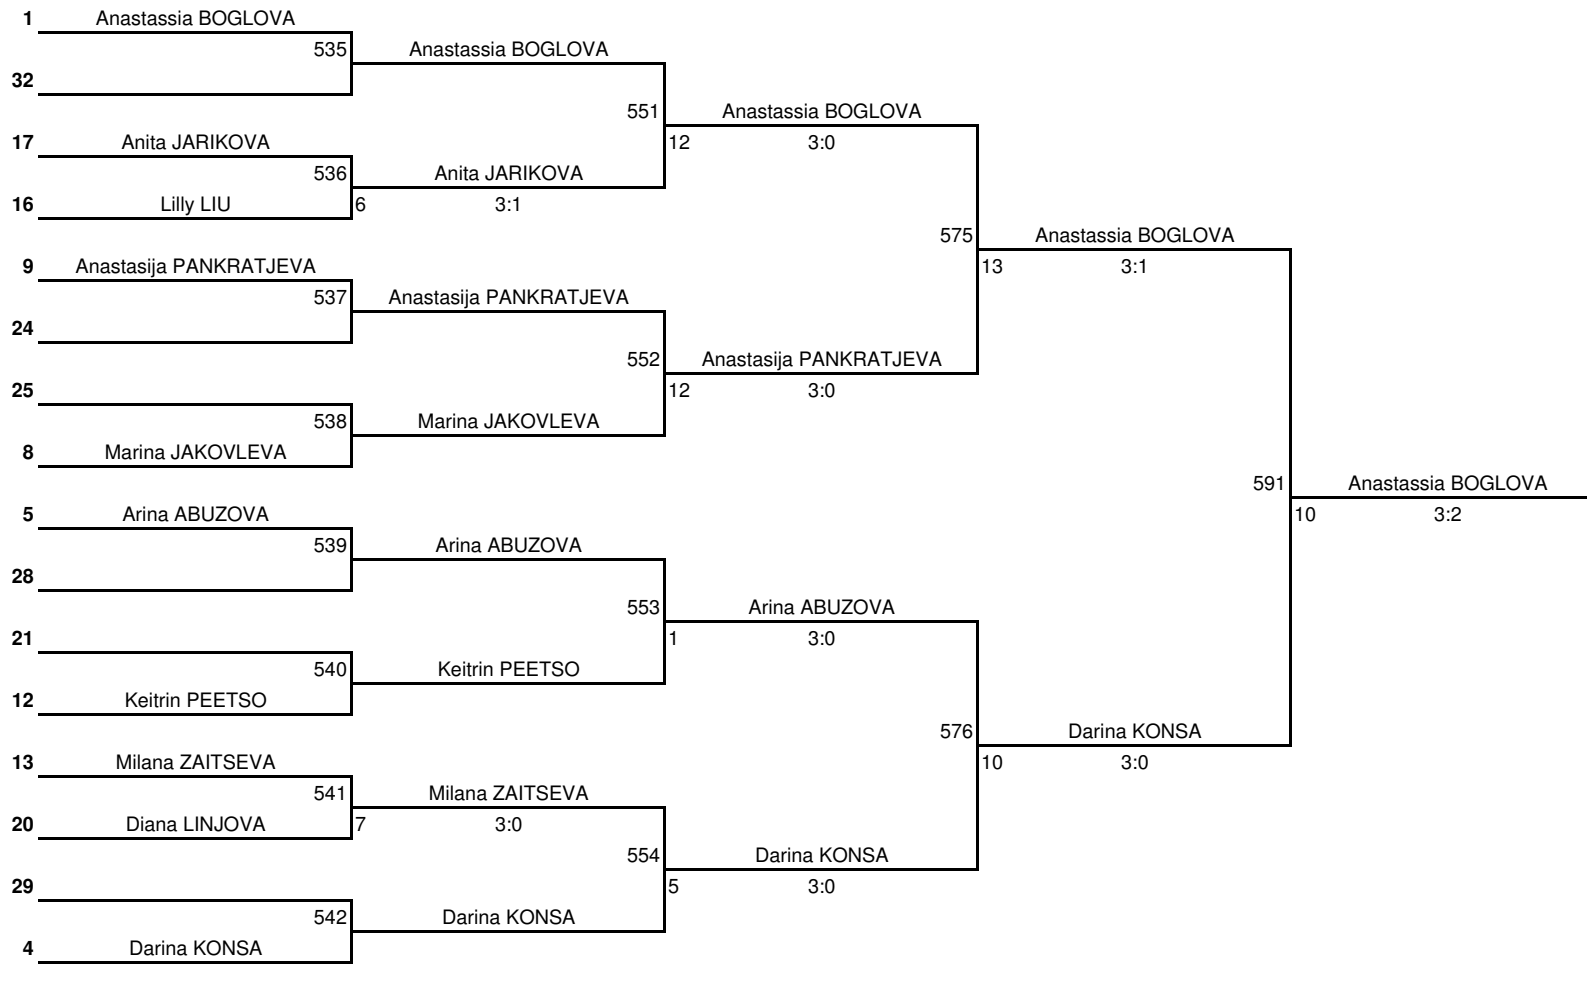 1 Anastassia BOGLOVA
535 Anastassia BOGLOVA
32
551 Anastassia BOGLOVA
17 Anita JARIKOVA 12 3:0
536 Anita JARIKOVA
16 Lilly LIU 6 3:1
575 Anastassia BOGLOVA
9 Anastasija PANKRATJEVA 13 3:1
537 Anastasija PANKRATJEVA
24
552 Anastasija PANKRATJEVA
25 12 3:0
538 Marina JAKOVLEVA
8 Marina JAKOVLEVA
591 Anastassia BOGLOVA
5 Arina ABUZOVA 10 3:2
539 Arina ABUZOVA
28
553 Arina ABUZOVA
21 1 3:0
540 Keitrin PEETSO
12 Keitrin PEETSO
576 Darina KONSA
13 Milana ZAITSEVA 10 3:0
541 Milana ZAITSEVA
20 Diana LINJOVA 7 3:0
554 Darina KONSA
29 5 3:0
542 Darina KONSA
4 Darina KONSA